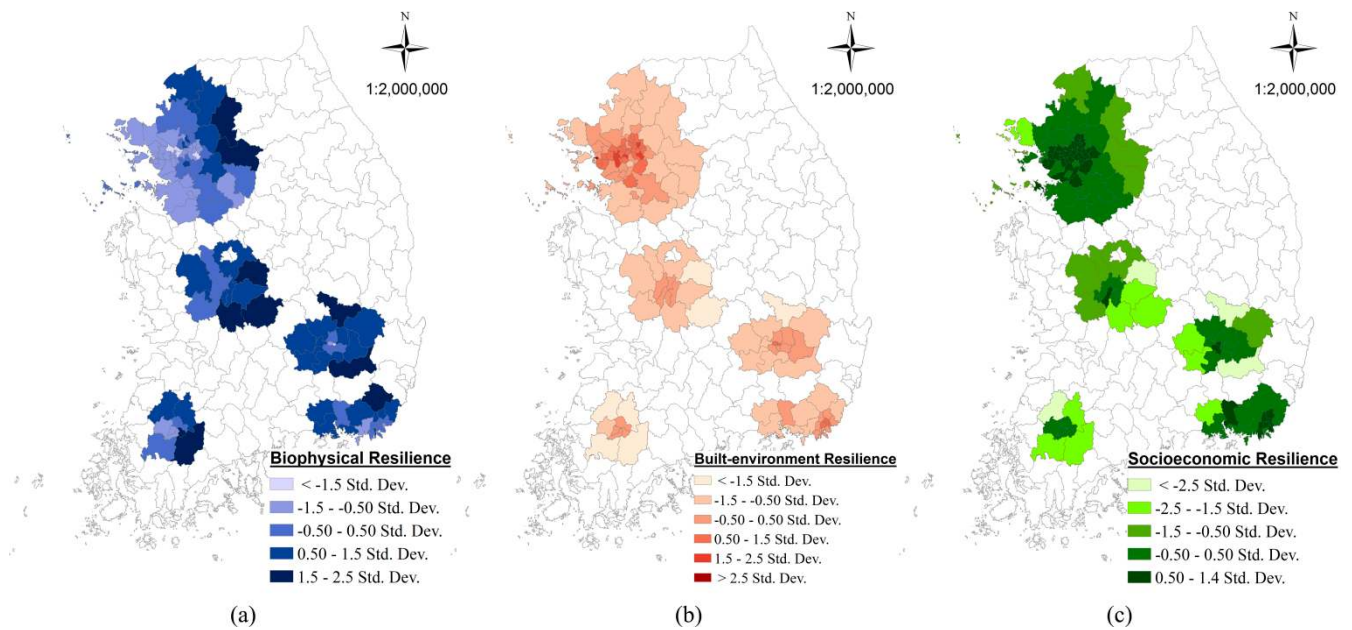 N
1:2,000,000
Biophysical Resilience
< -1.5 Std. Dev.
-1.5 - -0.50 Std. Dev.
-0.50 - 0.50 Std. Dev.
0.50 - 1.5 Std. Dev.
1.5 - 2.5 Std. Dev.
(a)
N
1:2,000,000
Built-environment Resilience
< -1.5 Std. Dev.
-1.5 - -0.50 Std. Dev.
-0.50 - 0.50 Std. Dev.
0.50 - 1.5 Std. Dev.
1.5 - 2.5 Std. Dev.
> 2.5 Std. Dev.
(b)
N
1:2,000,000
Socioeconomic Resilience
< -2.5 Std. Dev.
-2.5 - -1.5 Std. Dev.
-1.5 - -0.50 Std. Dev.
-0.50 - 0.50 Std. Dev.
0.50 - 1.4 Std. Dev.
(c)